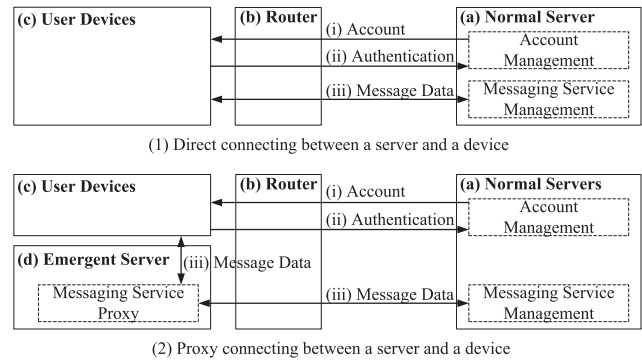 (c) User Devices
(b) Router
(a) Normal Server
(i) Account
Account
Management
(ii) Authentication
(iii) Message Data
Messaging Service
Management
(1) Direct connecting between a server and a device
(c) User Devices
(b) Router
(a) Normal Servers
(i) Account
Account
Management
(ii) Authentication
(d) Emergent Server
(iii) Message Data
Messaging Service
Proxy
(iii) Message Data
Messaging Service
Management
(2) Proxy connecting between a server and a device